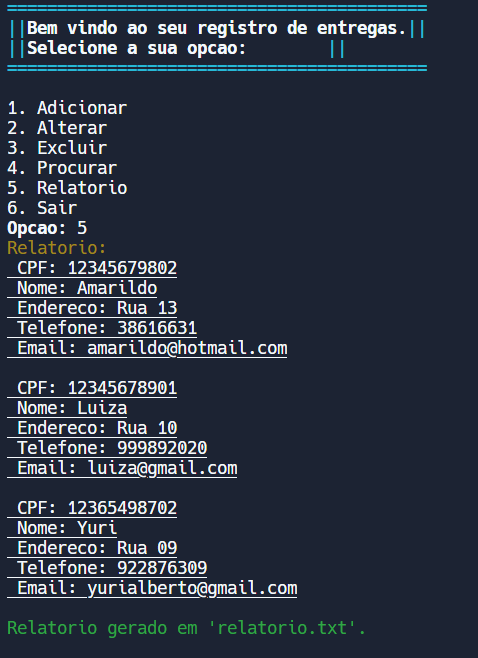 ==========================================
||Bem vindo ao seu registro de entregas.||
||Selecione a sua opcao:        ||
==========================================
1. Adicionar
2. Alterar
3. Excluir
4. Procurar
5. Relatorio
6. Sair
Opcao: 5
Relatorio:
CPF: 12345679802
Nome: Amarildo
Endereco: Rua 13
Telefone: 38616631
Email: amarildo@hotmail.com
CPF: 12345678901
Nome: Luiza
Endereco: Rua 10
Telefone: 999892020
Email: luiza@gmail.com
CPF: 12365498702
Nome: Yuri
Endereco: Rua 09
Telefone: 922876309
Email: yurialberto@gmail.com
Relatorio gerado em 'relatorio.txt'.